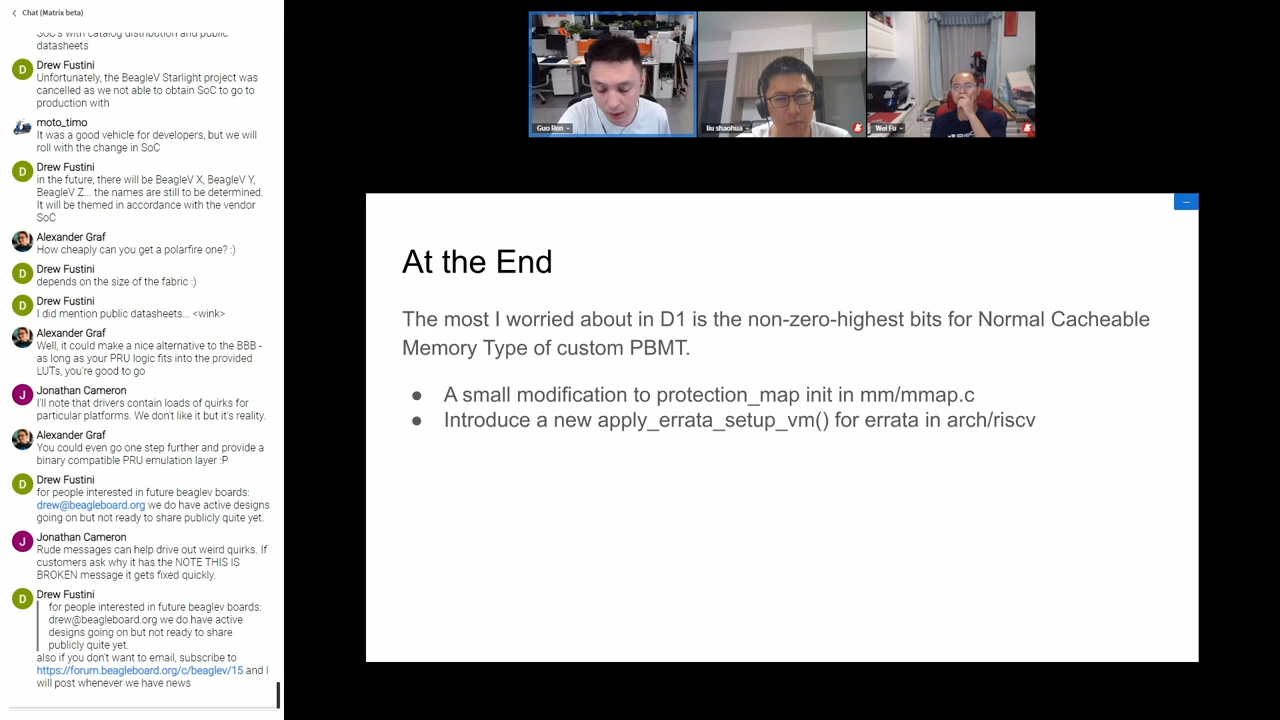 Chat (Matrix beta)
SoC's with catalog distribution and public
datasheets
D
Drew Fustini
Unfortunately, the BeagleV Starlight project was
cancelled as we not able to obtain SoC to go to
production with
moto_timo
It was a good vehicle for developers, but we will
roll with the change in SoC
D
Drew Fustini
in the future, there will be BeagleV X, BeagleV Y,
BeagleV Z... the names are still to be determined.
It will be themed in accordance with the vendor
SoC
Alexander Graf
How cheaply can you get a polarfire one? :)
D
Drew Fustini
depends on the size of the fabric :)
D
Drew Fustini
I did mention public datasheets... <wink>
Alexander Graf
Well, it could make a nice alternative to the BBB -
as long as your PRU logic fits into the provided
LUTs, you're good to go
J
Jonathan Cameron
I'll note that drivers contain loads of quirks for
particular platforms. We don't like it but it's reality.
Alexander Graf
You could even go one step further and provide a
binary compatible PRU emulation layer :P
D
Drew Fustini
for people interested in future beaglev boards:
drew@beagleboard.org we do have active designs
going on but not ready to share publicly quite yet.
J
Jonathan Cameron
Rude messages can help drive out weird quirks. If
customers ask why it has the NOTE THIS IS
BROKEN message it gets fixed quickly.
D
Drew Fustini
for people interested in future beaglev boards:
drew@beagleboard.org we do have active
designs going on but not ready to share
publicly quite yet.
also if you don't want to email, subscribe to
https://forum.beagleboard.org/c/beaglev/15 and I
will post whenever we have news
Guo Ren
liu shaohua
Wei Fu
At the End
The most I worried about in D1 is the non-zero-highest bits for Normal Cacheable
Memory Type of custom PBMT.
● A small modification to protection_map init in mm/mmap.c
● Introduce a new apply_errata_setup_vm() for errata in arch/riscv